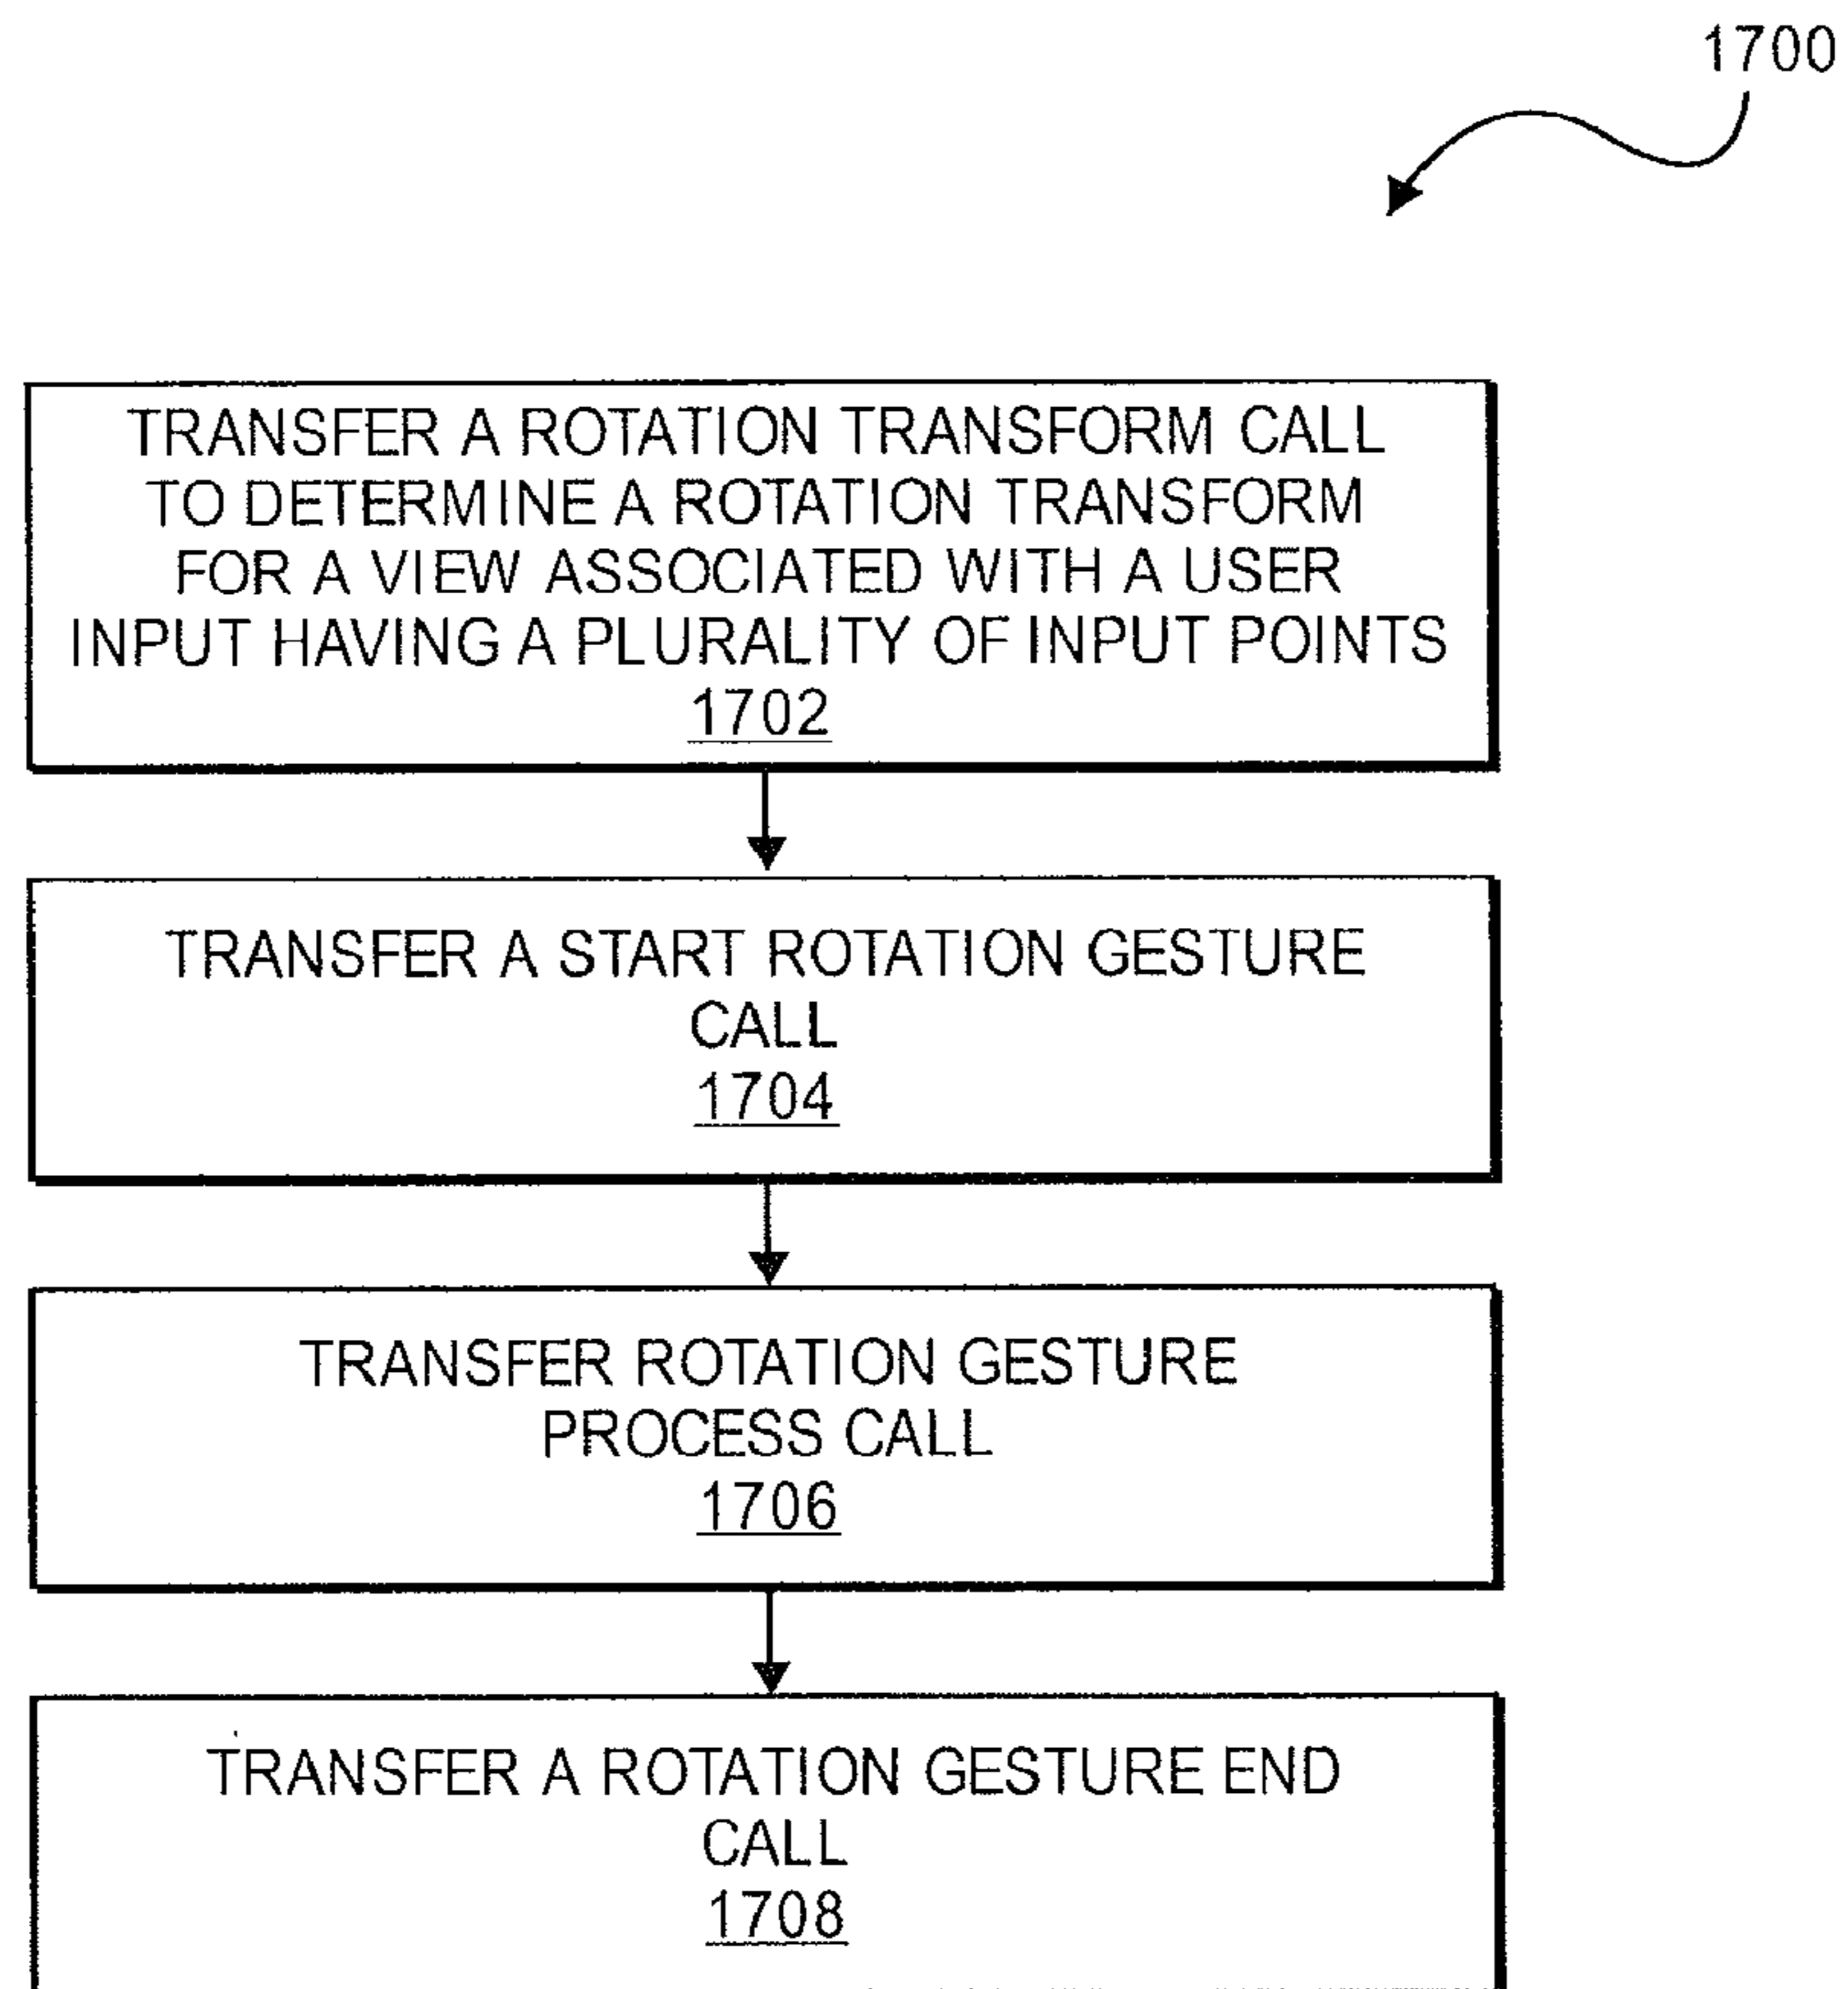 1700
TRANSFER A ROTATION TRANSFORM CALL
TO DETERMINE A ROTATION TRANSFORM
FOR A VIEW ASSOCIATED WITH A USER
INPUT HAVING A PLURALITY OF INPUT POINTS
1702
TRANSFER A START ROTATION GESTURE
CALL
1704
TRANSFER ROTATION GESTURE
PROCESS CALL
1706
TRANSFER A ROTATION GESTURE END
CALL
1708